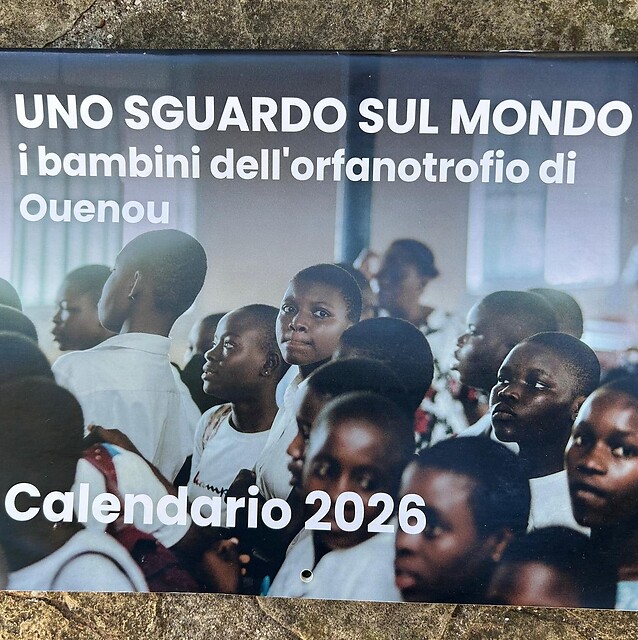 UNO SGUARDO SUL MONDO
i bambini dell'orfanotrofio di
Ouenou
Calendario 2026